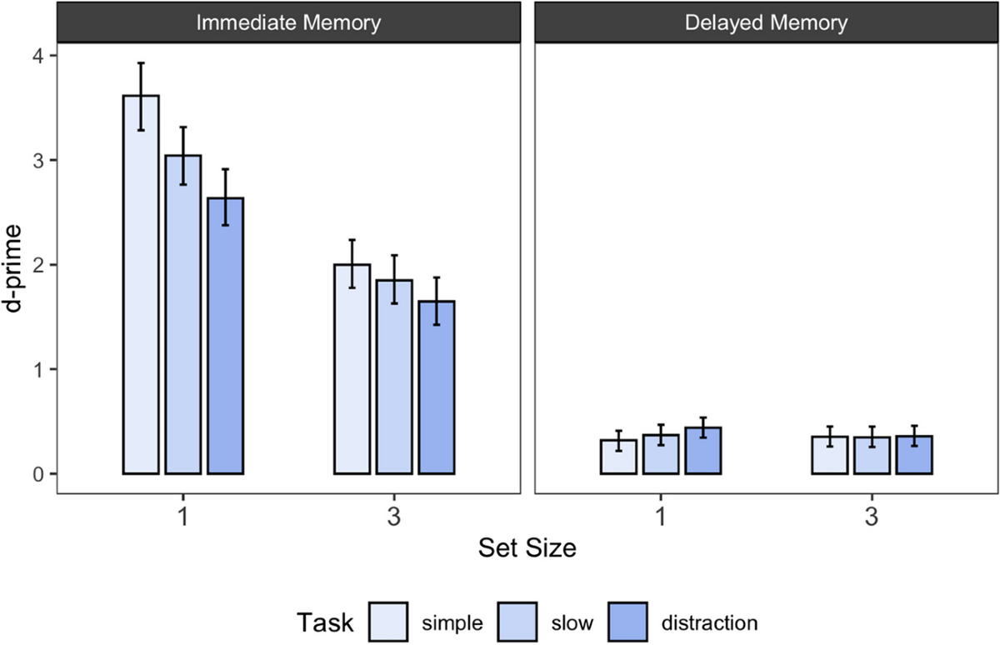 Immediate Memory
Delayed Memory
d-prime
4
3
2
1
0
1
3
1
3
Set Size
Task simple slow distraction